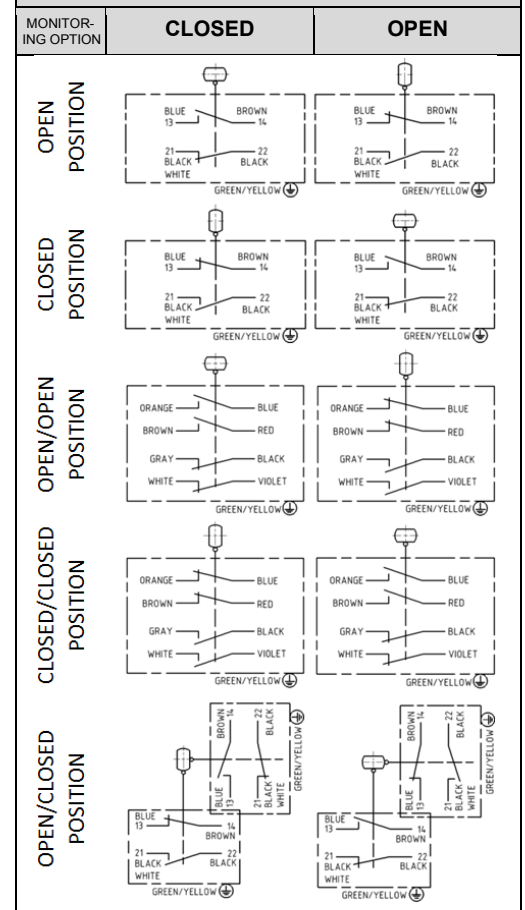 MONITOR-
ING OPTION
CLOSED
OPEN
OPEN
POSITION
BLUE BROWN
13 14
21 22
BLACK BLACK
WHITE
GREEN/YELLOW
BLUE BROWN
13 14
21 22
BLACK BLACK
WHITE
GREEN/YELLOW
CLOSED
POSITION
BLUE BROWN
13 14
21 22
BLACK BLACK
WHITE
GREEN/YELLOW
BLUE BROWN
13 14
21 22
BLACK BLACK
WHITE
GREEN/YELLOW
OPEN/OPEN
POSITION
ORANGE BLUE
BROWN RED
GRAY BLACK
WHITE VIOLET
GREEN/YELLOW
ORANGE BLUE
BROWN RED
GRAY BLACK
WHITE VIOLET
GREEN/YELLOW
CLOSED/CLOSED
POSITION
ORANGE BLUE
BROWN RED
GRAY BLACK
WHITE VIOLET
GREEN/YELLOW
ORANGE BLUE
BROWN RED
GRAY BLACK
WHITE VIOLET
GREEN/YELLOW
OPEN/CLOSED
POSITION
BROWN
14
22
BLACK
BLUE
13
21
BLACK
WHITE
GREEN/YELLOW
BLUE
13 14
BROWN
21 22
BLACK BLACK
WHITE
GREEN/YELLOW
BROWN
14
22
BLACK
BLUE
13
21
BLACK
WHITE
GREEN/YELLOW
BLUE
13 14
BROWN
21 22
BLACK BLACK
WHITE
GREEN/YELLOW